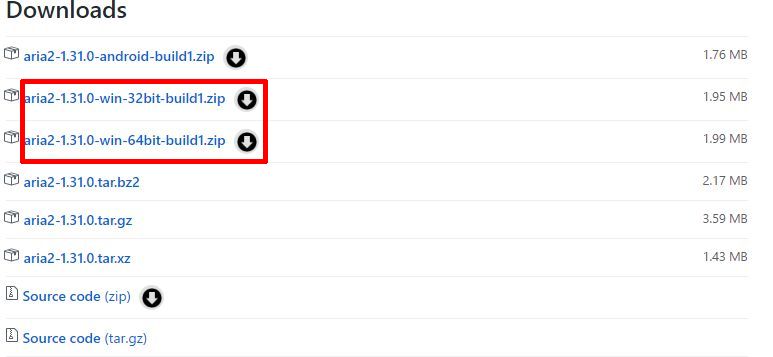 Downloads
aria2-1.31.0-android-build1.zip 1.76 MB
aria2-1.31.0-win-32bit-build1.zip 1.95 MB
aria2-1.31.0-win-64bit-build1.zip 1.99 MB
aria2-1.31.0.tar.bz2 2.17 MB
aria2-1.31.0.tar.gz 3.59 MB
aria2-1.31.0.tar.xz 1.43 MB
Source code (zip)
Source code (tar.gz)